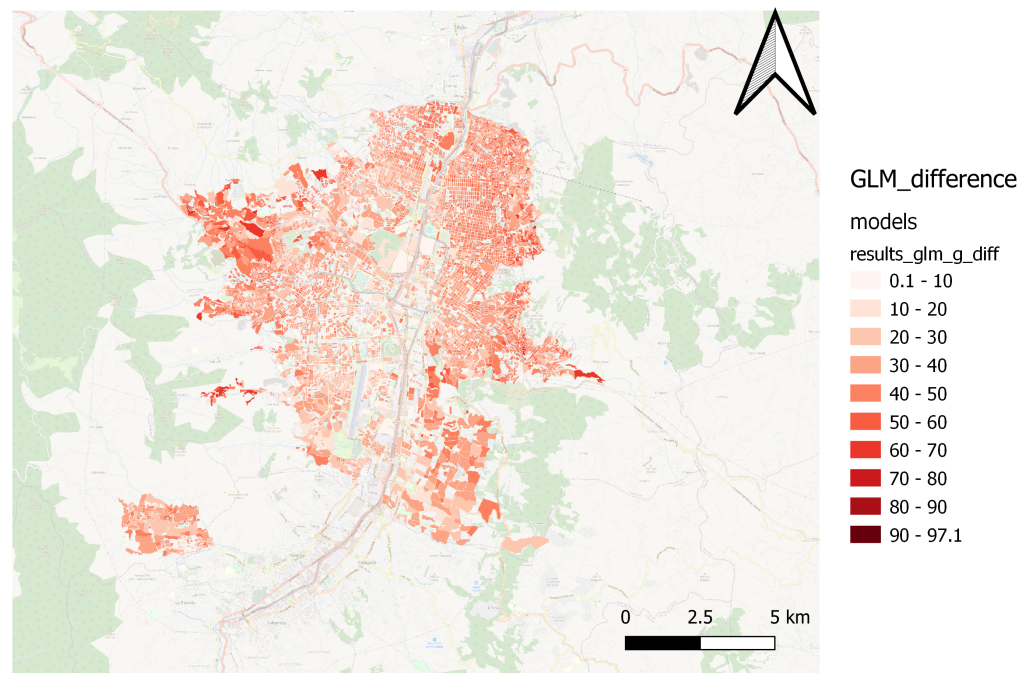 GLM_difference
models
results_glm_g_diff
0.1 - 10
10 - 20
20 - 30
30 - 40
40 - 50
50 - 60
60 - 70
70 - 80
80 - 90
90 - 97.1
0 2.5 5 km